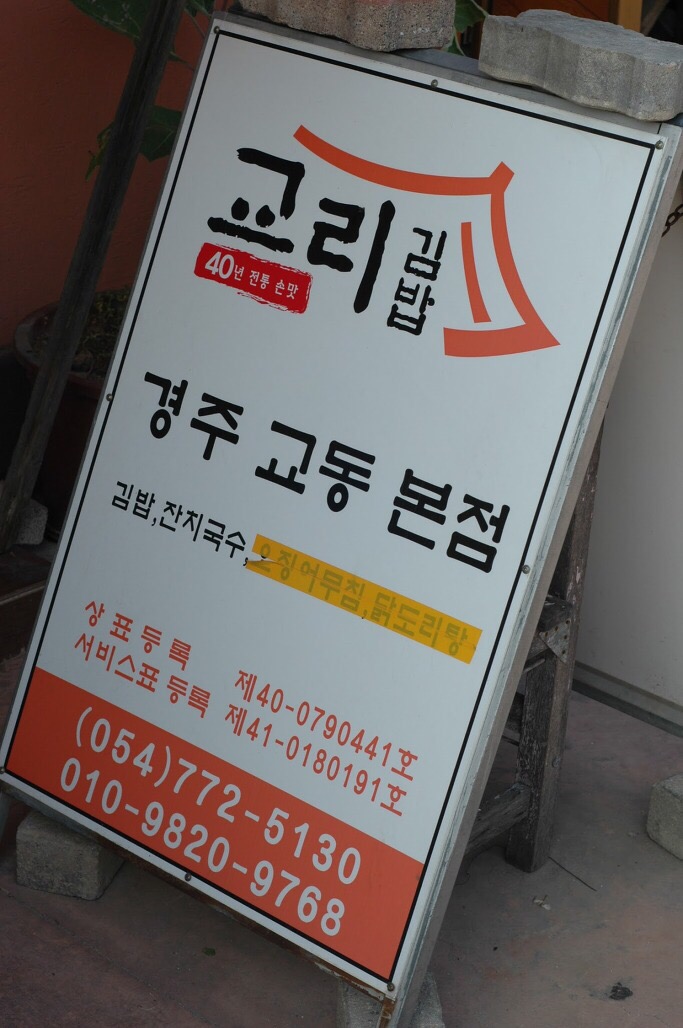 교리 김밥
40년 전통 손맛
경주 교동 본점
김밥,잔치국수,오징어무침,닭도리탕
상표등록 제40-0790441호
서비스표등록 제41-0180191호
(054)772-5130
010-9820-9768